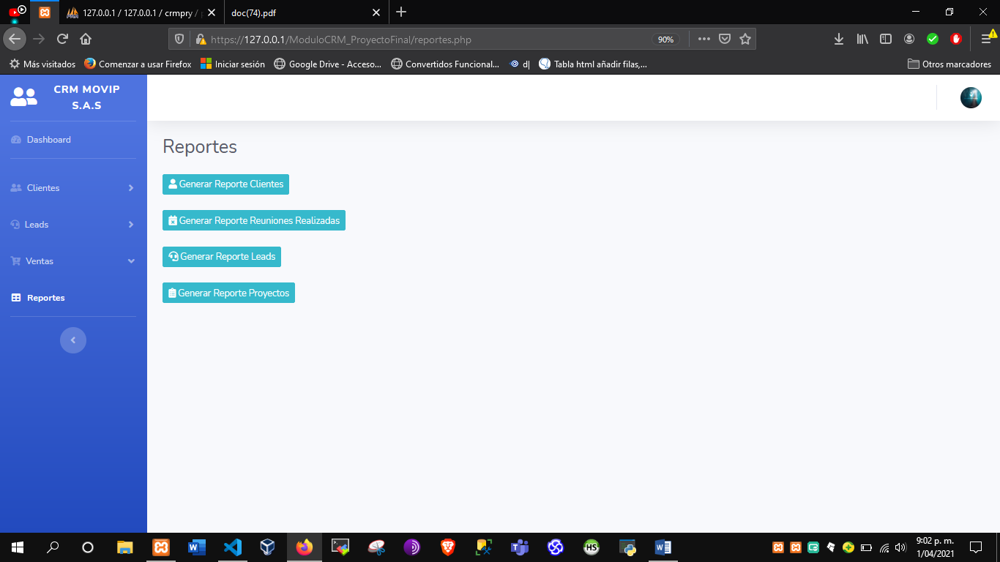 127.0.0.1 / 127.0.0.1 / crmpry /
doc(74).pdf
https://127.0.0.1/ModuloCRM_ProyectoFinal/reportes.php
90%
Más visitados
Comenzar a usar Firefox
Iniciar sesión
Google Drive - Acceso...
Convertidos Funcional...
d|
Tabla html añadir filas,...
Otros marcadores
CRM MOVIP
S.A.S
Dashboard
Clientes
Leads
Ventas
Reportes
Reportes
Generar Reporte Clientes
Generar Reporte Reuniones Realizadas
Generar Reporte Leads
Generar Reporte Proyectos
HS
9:02 p. m.
1/04/2021